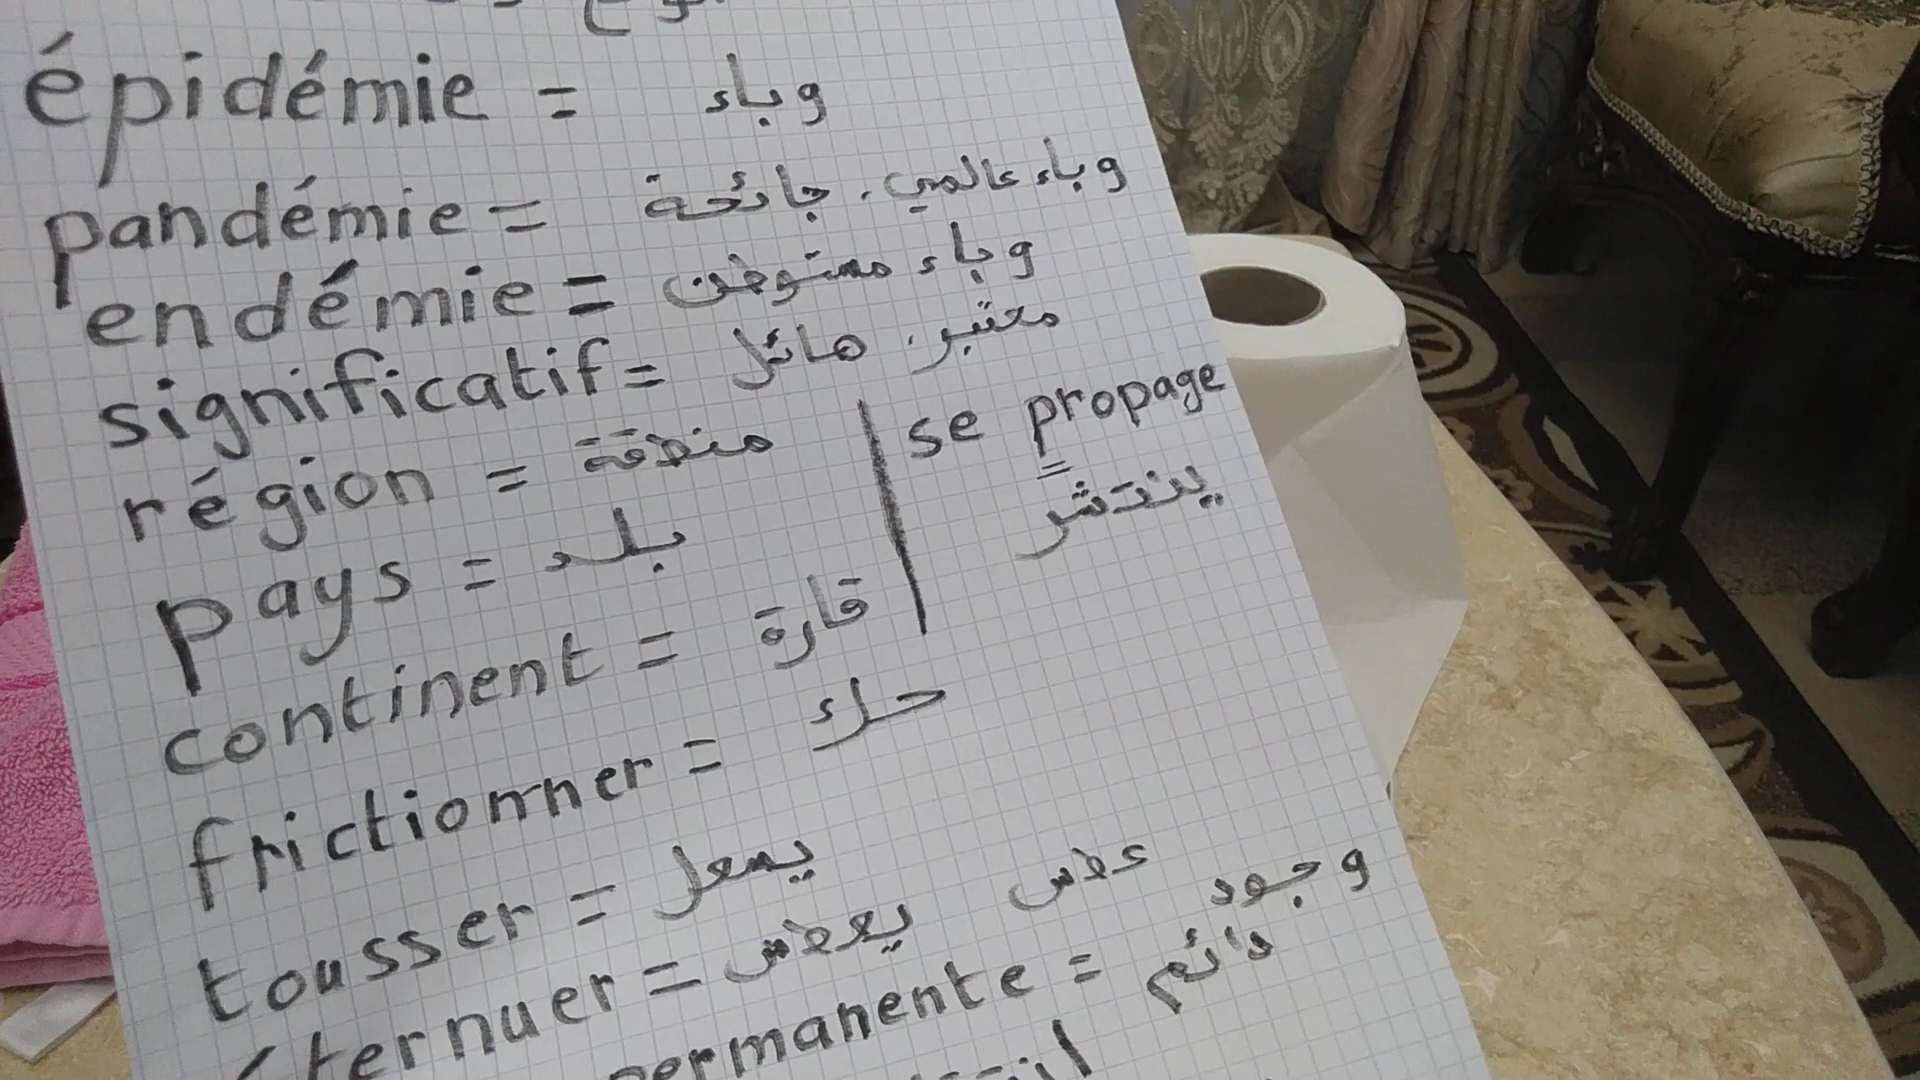 épidémie = وباء
pandémie = وباء عالمي، جائحة
endémie = وباء مستوطن
significatif = معتبر، هائل
région = منطقة
se propage
=
ينتشر
pays = بلد
continent = قارة
frictionner = حك
tousser = يسعل
éternuer = يعطس عطس
permanente = وجود دائم